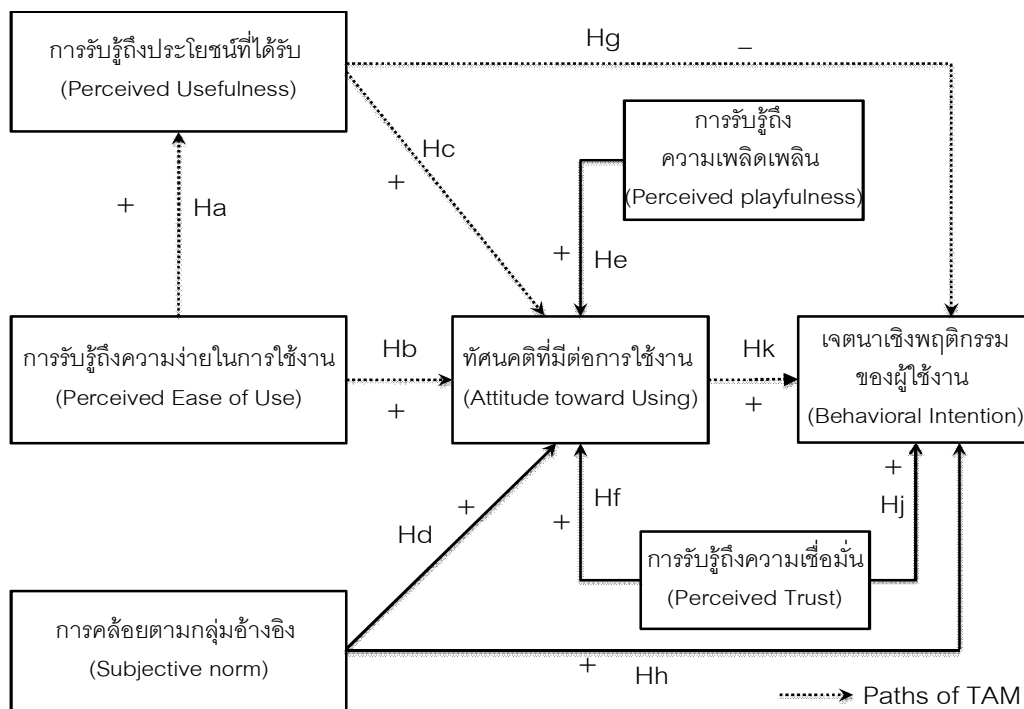 การรับรู้ถึงประโยชน์ที่ได้รับ
(Perceived Usefulness)
Hg
–
การรับรู้ถึง
ความเพลิดเพลิน
(Perceived playfulness)
Hc
+
+
Ha
+
He
การรับรู้ถึงความง่ายในการใช้งาน
(Perceived Ease of Use)
Hb
+
ทัศนคติที่มีต่อการใช้งาน
(Attitude toward Using)
Hk
+
เจตนาเชิงพฤติกรรม
ของผู้ใช้งาน
(Behavioral Intention)
Hd
+
Hf
+
+
Hj
การรับรู้ถึงความเชื่อมั่น
(Perceived Trust)
การคล้อยตามกลุ่มอ้างอิง
(Subjective norm)
+
Hh
Paths of TAM